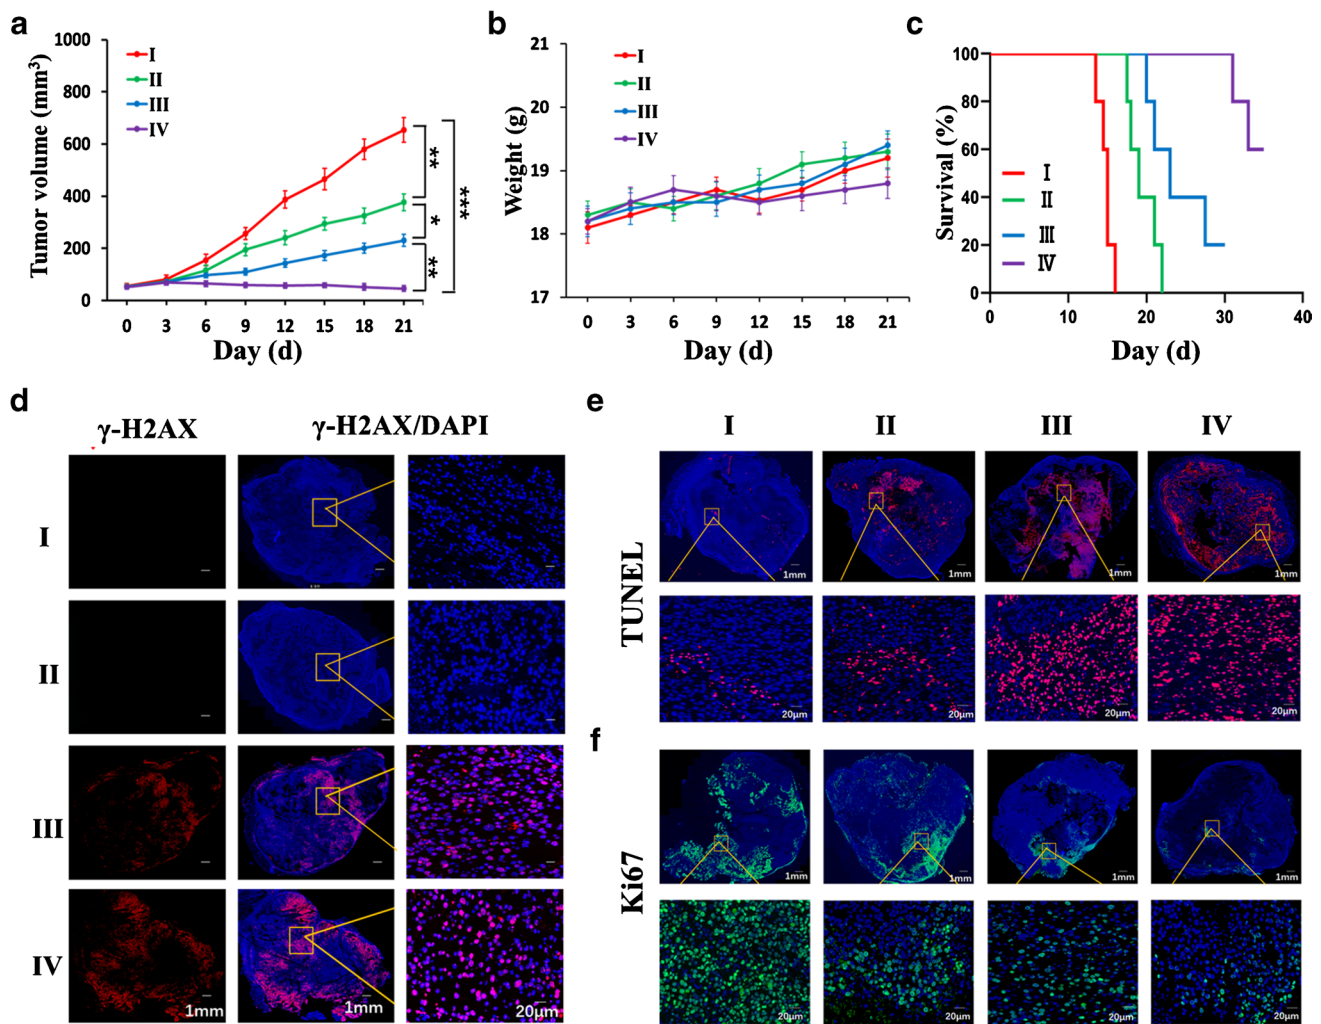 a
1000
800
600
400
200
0
Tumor volume (mm³)
I
II
III
IV
**
*
**
***
0 3 6 9 12 15 18 21
Day (d)
b
21
20
19
18
17
Weight (g)
I
II
III
IV
0 3 6 9 12 15 18 21
Day (d)
c
100
80
60
40
20
0
Survival (%)
I
II
III
IV
0 10 20 30 40
Day (d)
d
γ-H2AX γ-H2AX/DAPI
I
II
III
IV
1mm 1mm 20μm
e
I II III IV
TUNEL
1mm 1mm 1mm 1mm
20μm 20μm 20μm 20μm
f
Ki67
1mm 1mm 1mm 1mm
20μm 20μm 20μm 20μm